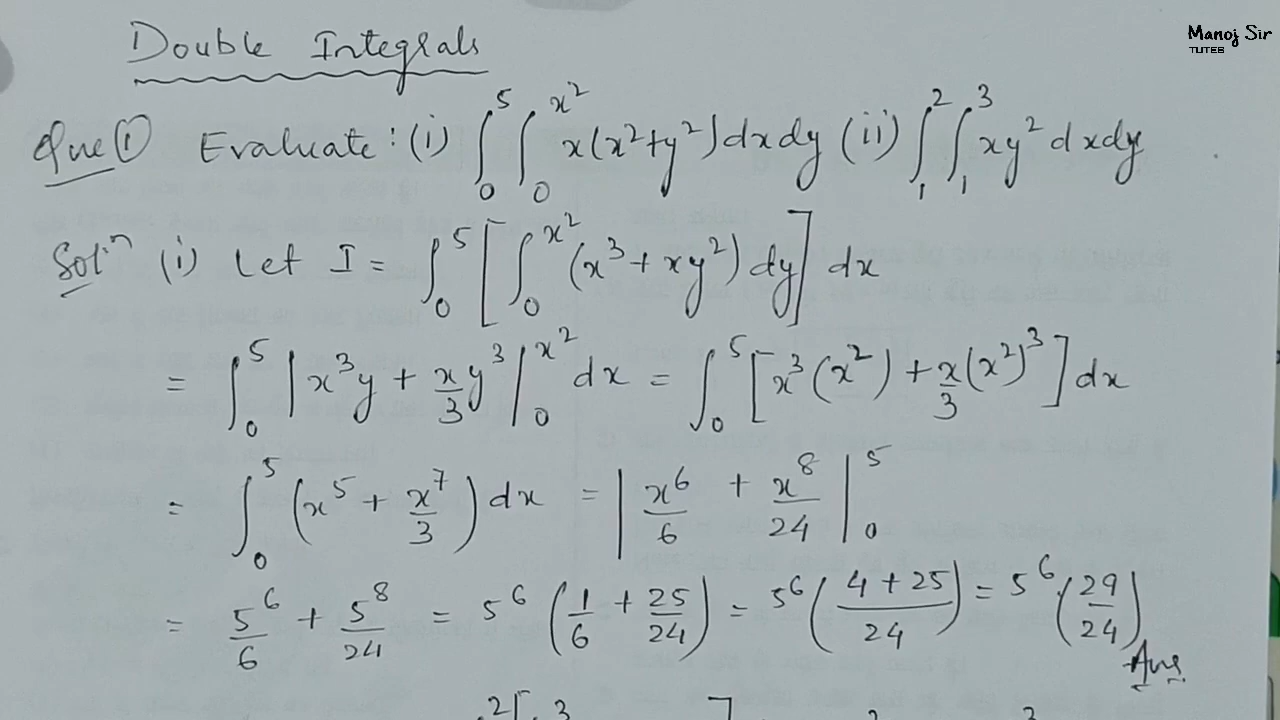 Manoj Sir
TUTES
Double Integrals
Que ① Evaluate : (i) ∫₀⁵ ∫₀^{x²} x(x²+y²) dx dy (ii) ∫₁² ∫₁³ xy² dx dy
Solⁿ (i) Let I = ∫₀⁵ [ ∫₀^{x²} (x³ + xy²) dy ] dx
= ∫₀⁵ | x³y + x/3 y³ |₀^{x²} dx = ∫₀⁵ [ x³(x²) + x/3 (x²)³ ] dx
= ∫₀⁵ ( x⁵ + x⁷/3 ) dx = | x⁶/6 + x⁸/24 |₀⁵
= 5⁶/6 + 5⁸/24 = 5⁶ ( 1/6 + 25/24 ) = 5⁶ ( (4 + 25)/24 ) = 5⁶ ( 29/24 )
Ans